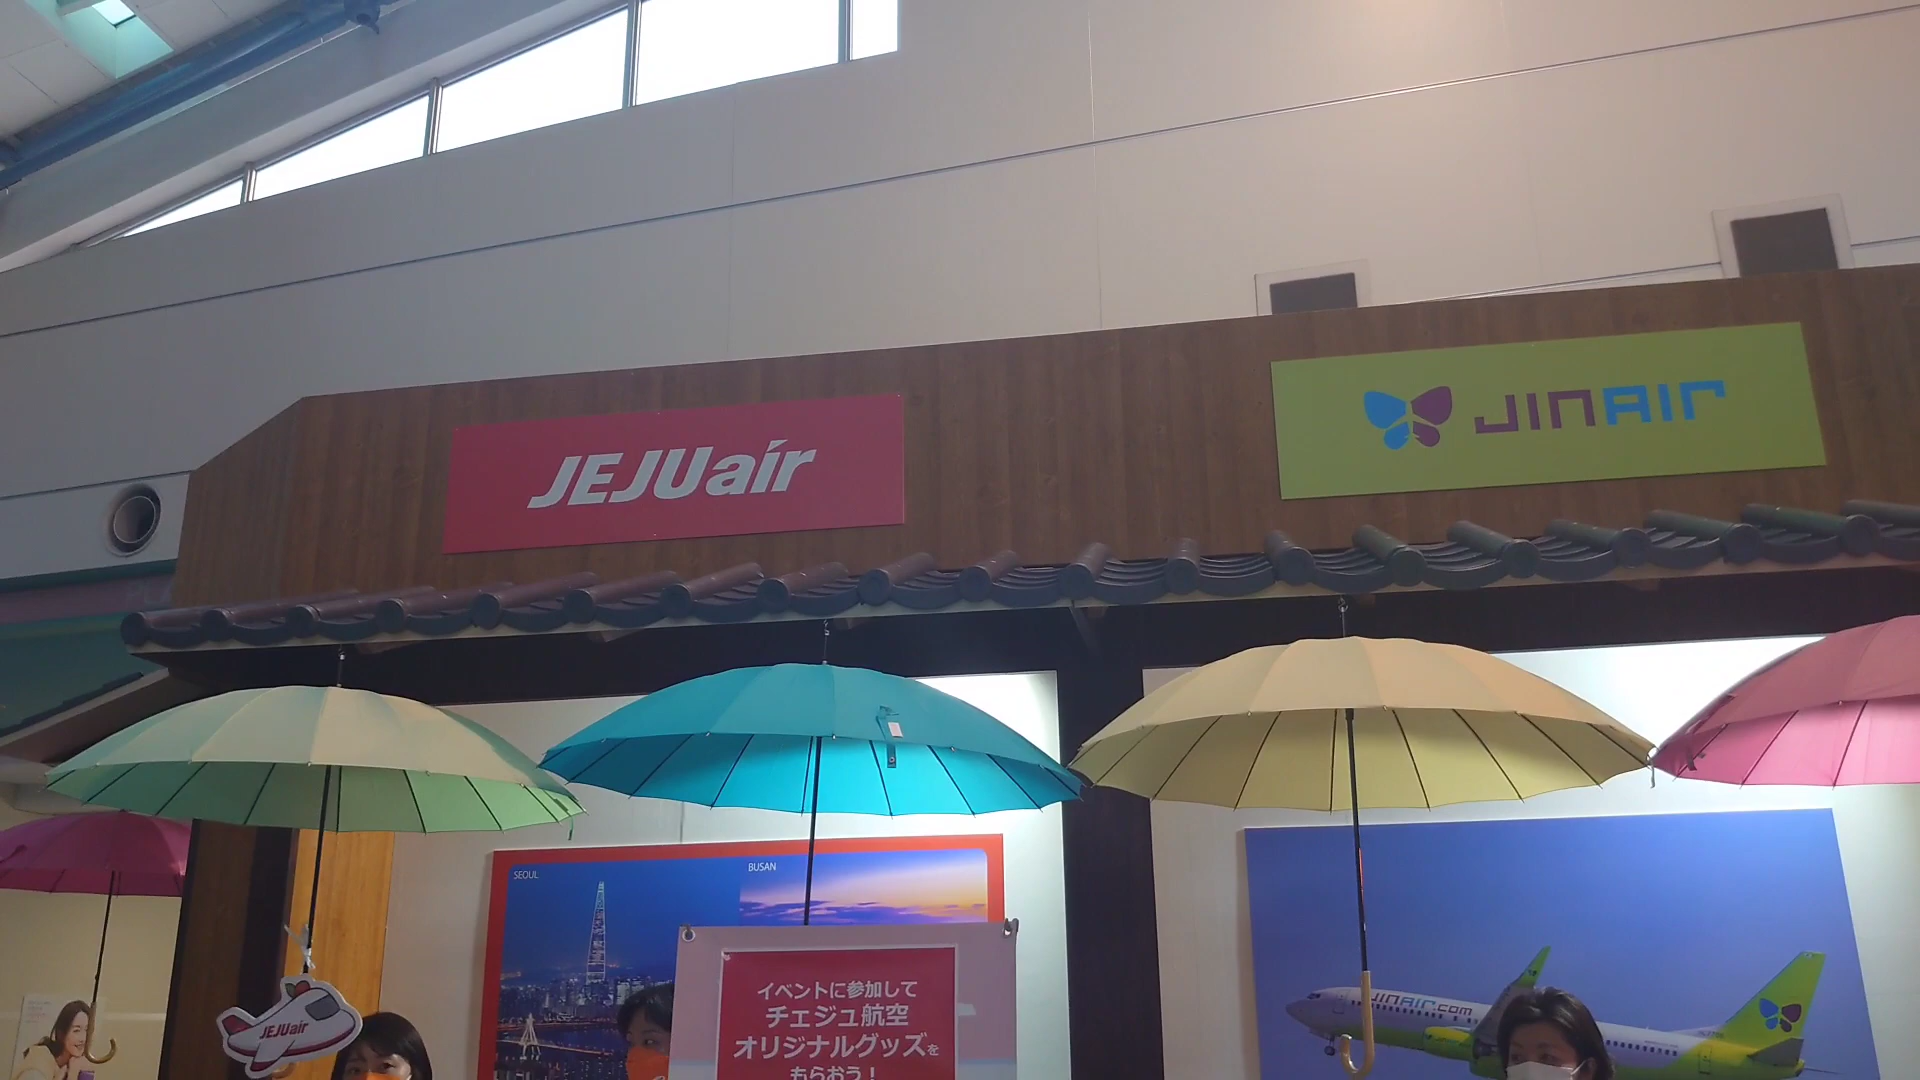 JEJUair
JINAIR
SEOUL
BUSAN
イベントに参加して
チェジュ航空
オリジナルグッズを
もらおう!
JEJUair
JINAIR.COM